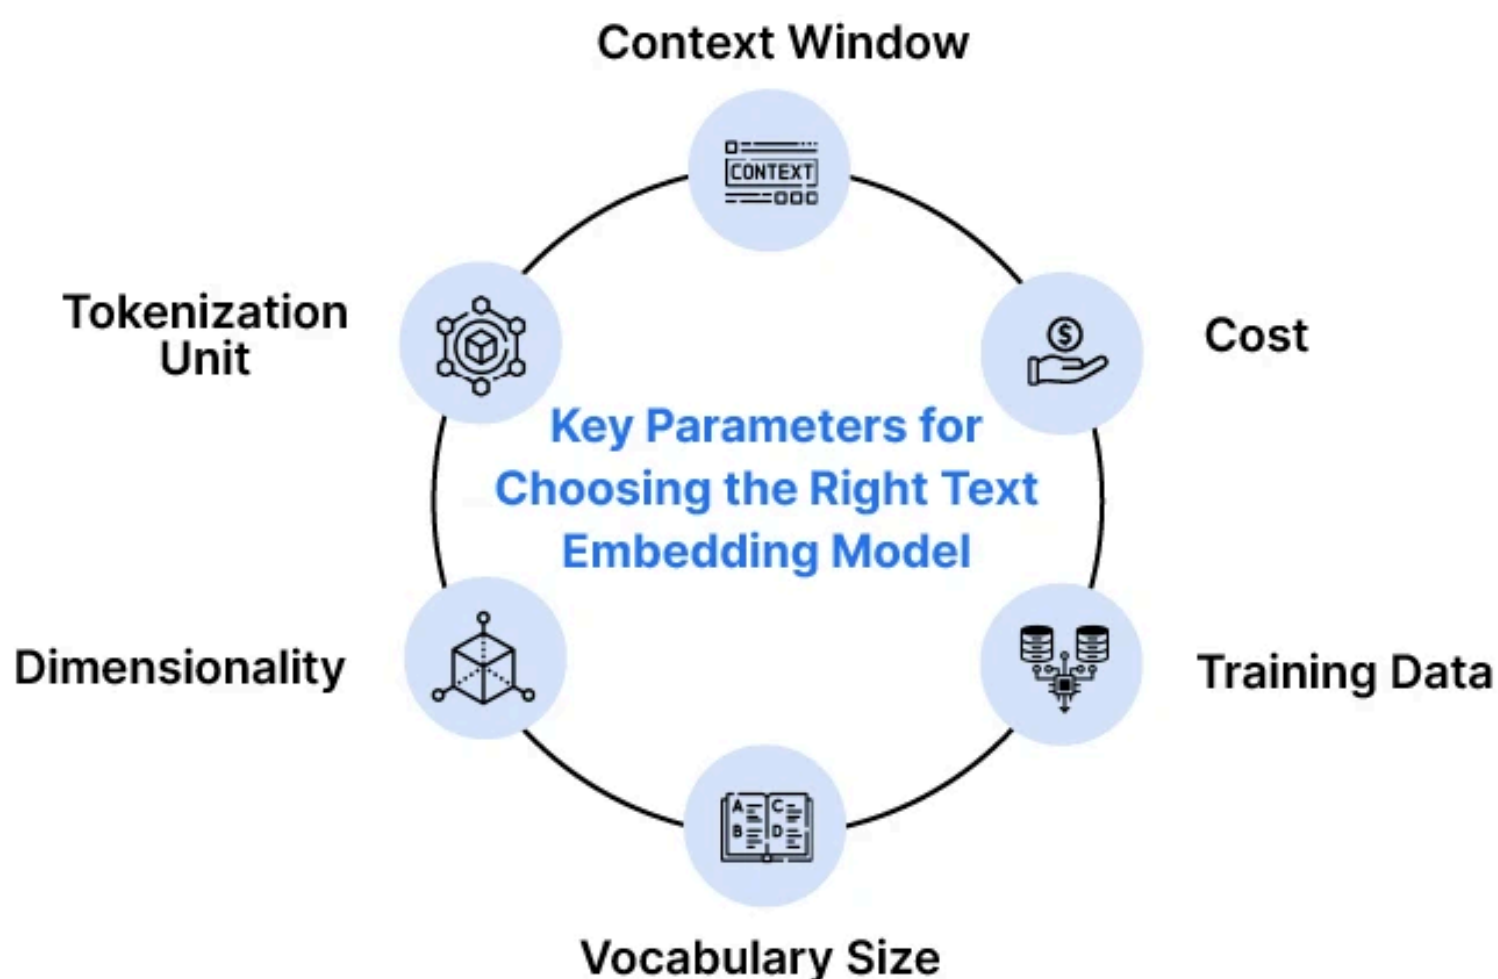 Context Window
CONTEXT
Tokenization
Unit
$
Cost
Key Parameters for
Choosing the Right Text
Embedding Model
Dimensionality
Training Data
A C
B D
Vocabulary Size